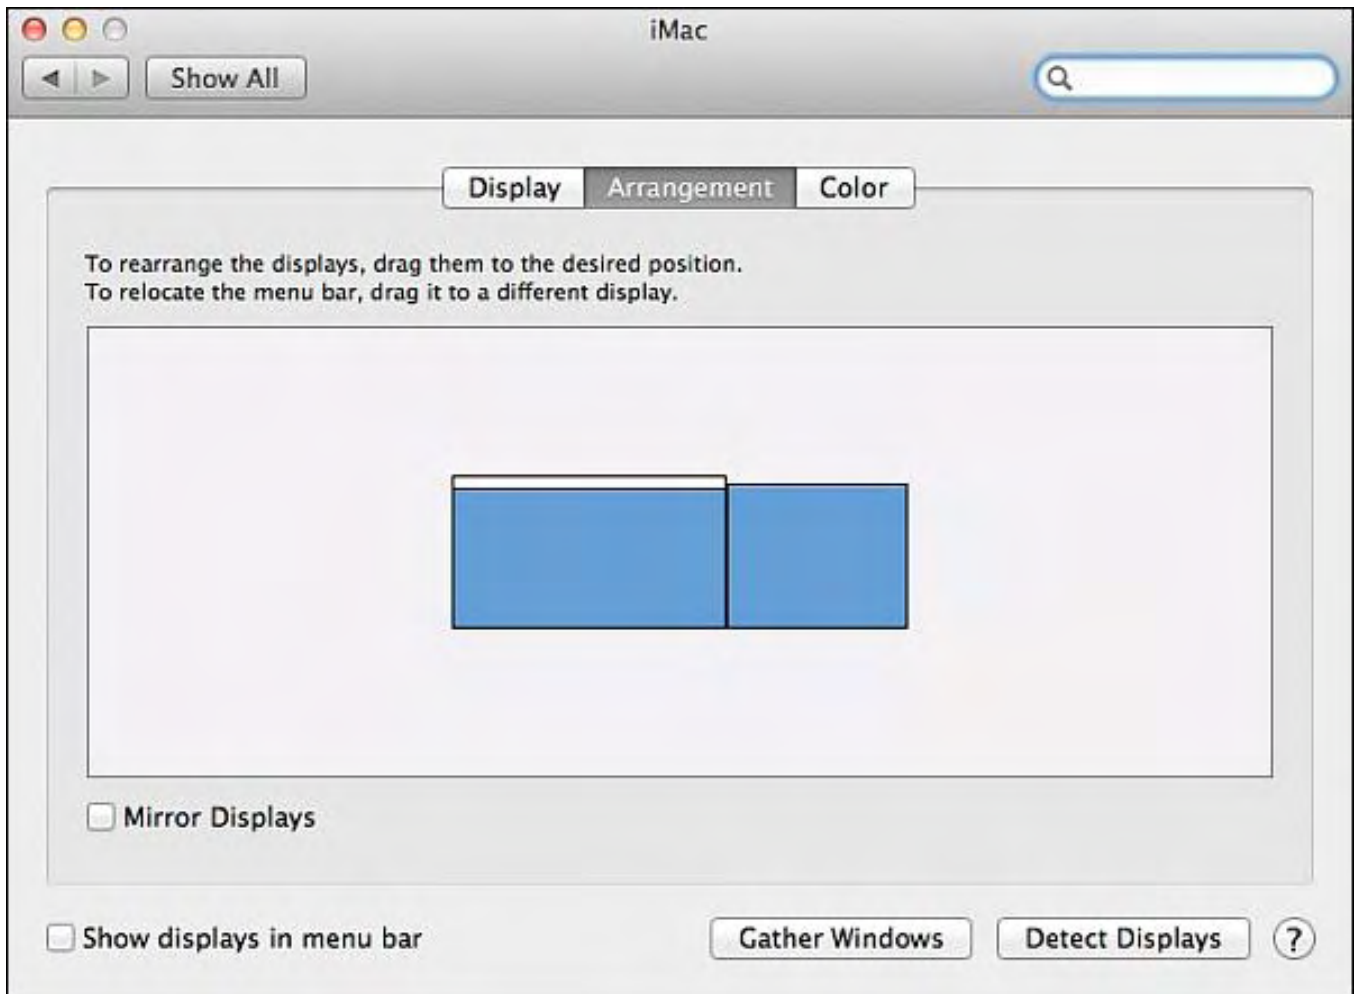 iMac
Show All
Display Arrangement Color
To rearrange the displays, drag them to the desired position.
To relocate the menu bar, drag it to a different display.
Mirror Displays
Show displays in menu bar Gather Windows Detect Displays ?